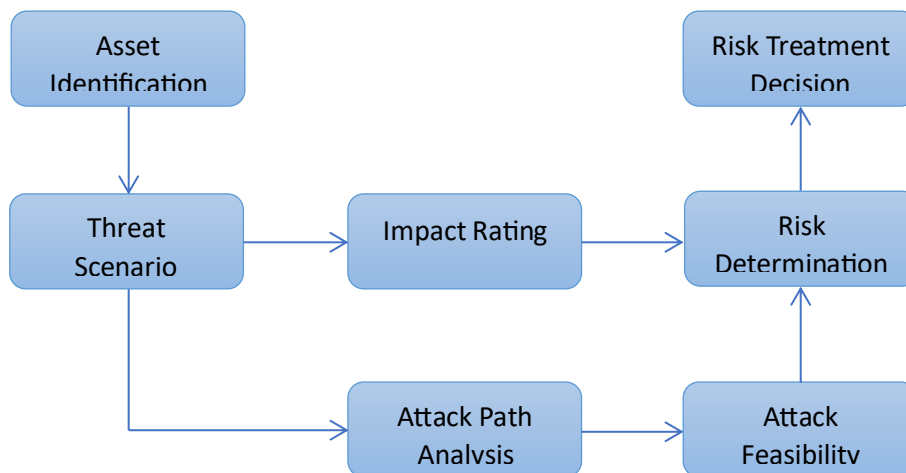 Asset
Identification
Risk Treatment
Decision
Threat
Scenario
Impact Rating
Risk
Determination
Attack Path
Analysis
Attack
Feasibility